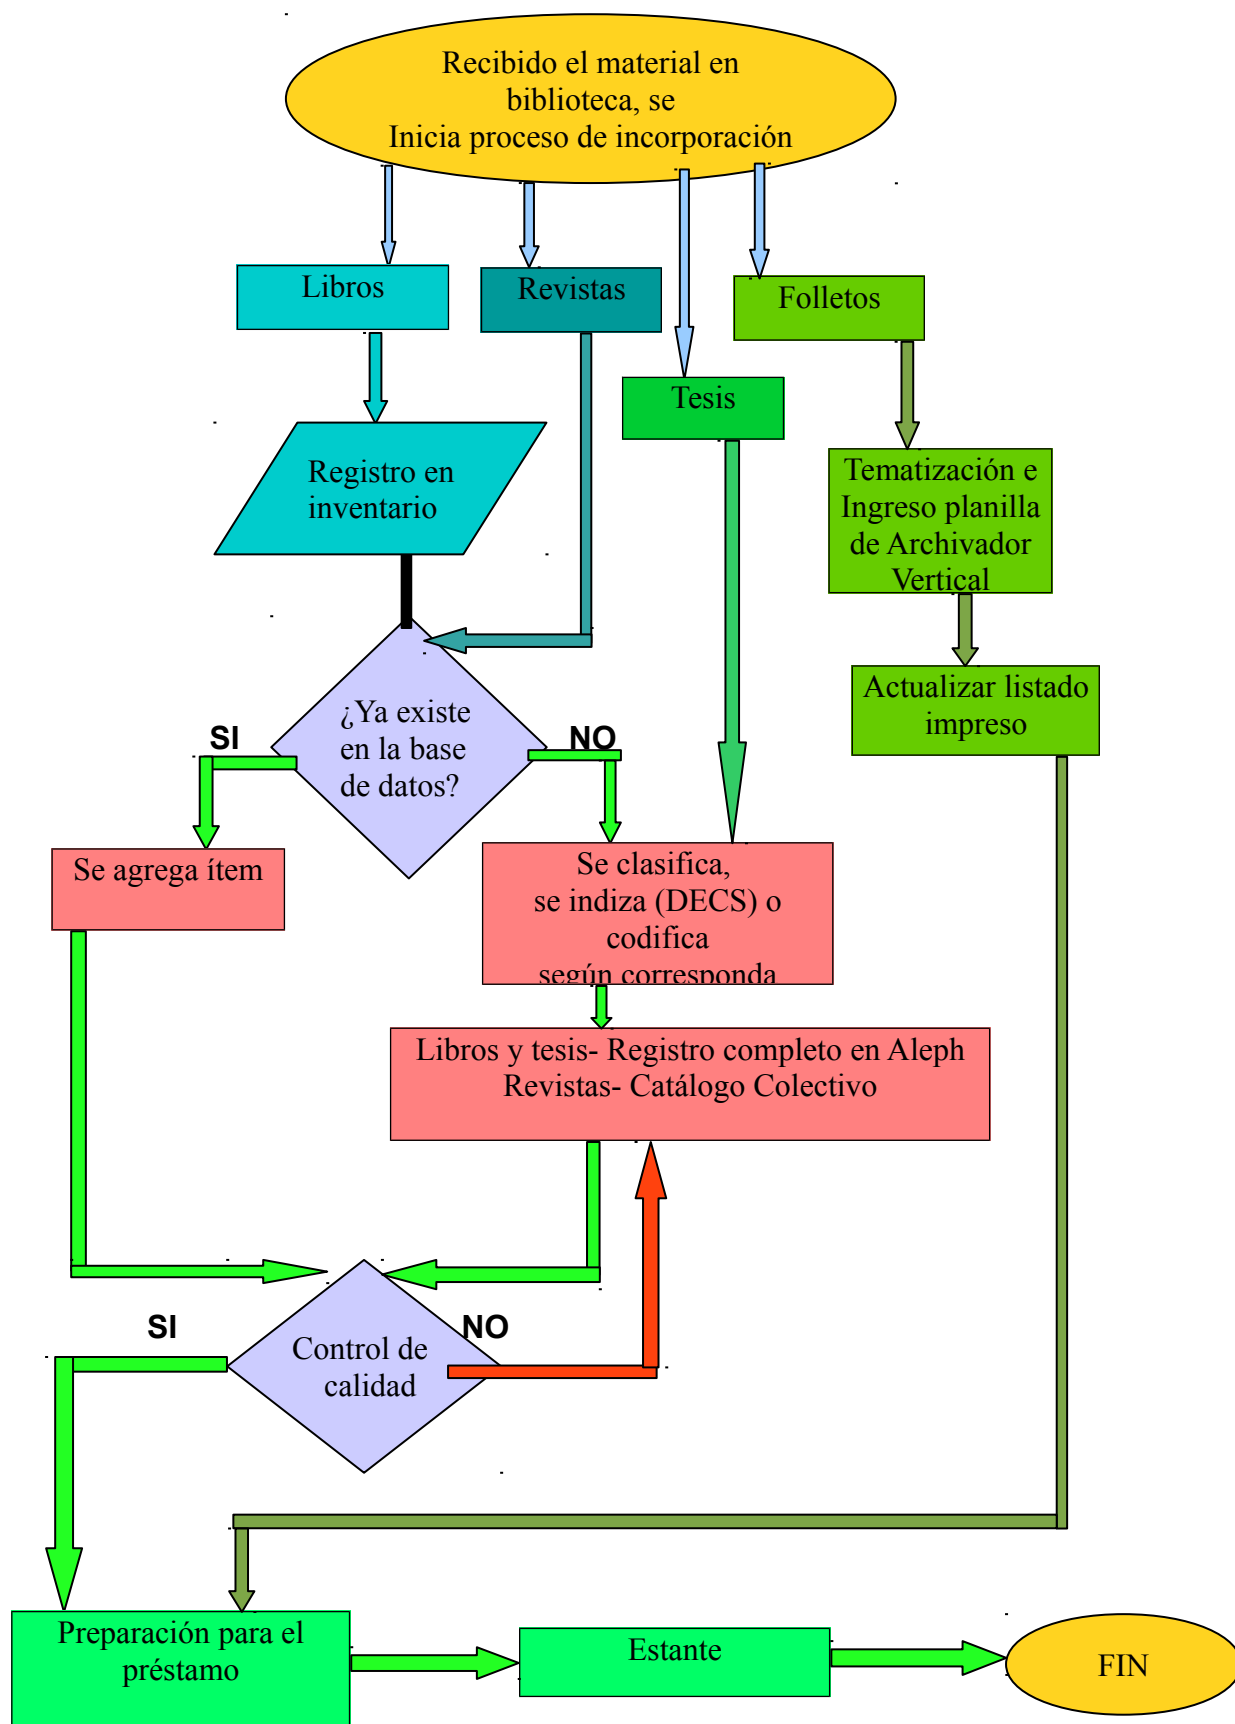 Recibido el material en
biblioteca, se
Inicia proceso de incorporación
Libros
Revistas
Folletos
Tesis
Registro en
inventario
Tematización e
Ingreso planilla
de Archivador
Vertical
Actualizar listado
impreso
¿Ya existe
en la base
de datos?
SI
NO
Se agrega ítem
Se clasifica,
se indiza (DECS) o
codifica
según corresponda
Libros y tesis- Registro completo en Aleph
Revistas- Catálogo Colectivo
SI
NO
Control de
calidad
Preparación para el
préstamo
Estante
FIN